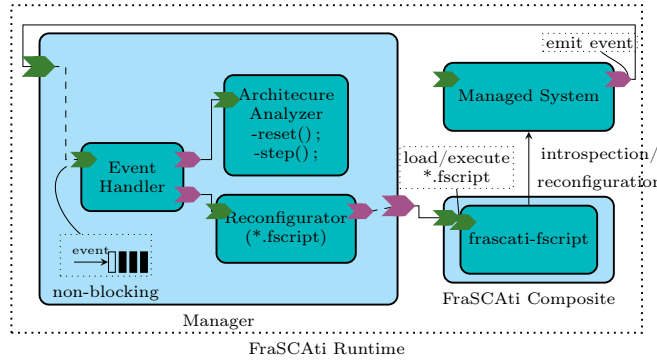 emit event
Architecure
Analyzer
-reset();
-step();
Managed System
Event
Handler
load/execute
*.fscript
introspection/
reconfiguration
Reconfigurator
(*.fscript)
frascati-fscript
event
non-blocking
FraSCAti Composite
Manager
FraSCAti Runtime